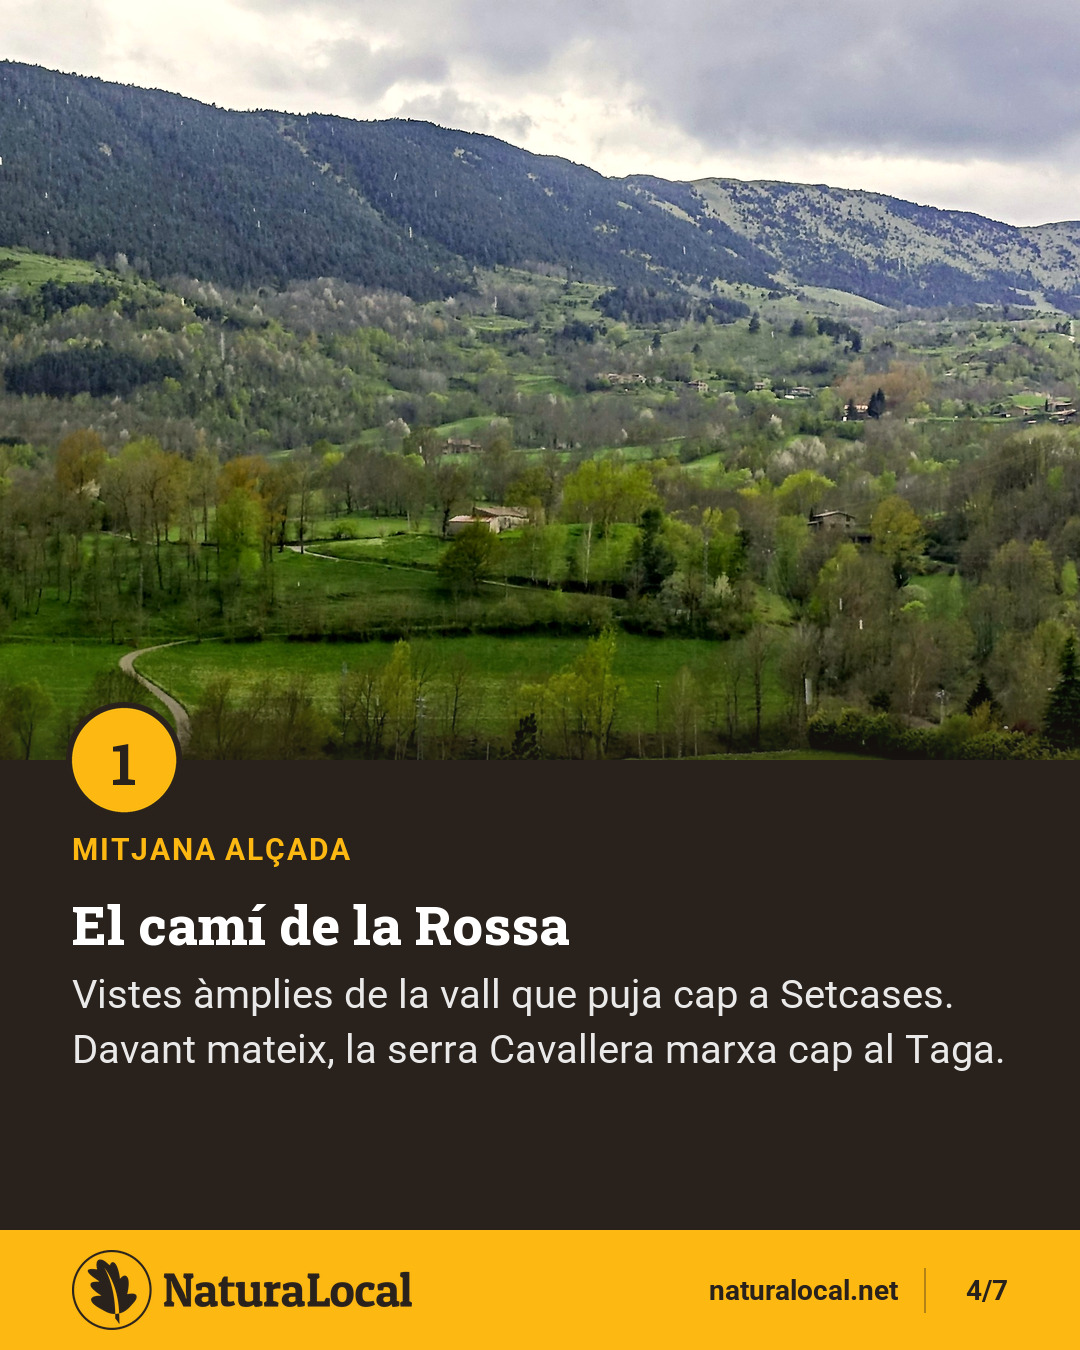 1
MITJANA ALÇADA
El camí de la Rossa
Vistes àmplies de la vall que puja cap a Setcases.
Davant mateix, la serra Cavallera marxa cap al Taga.
NaturaLocal
naturalocal.net
4/7